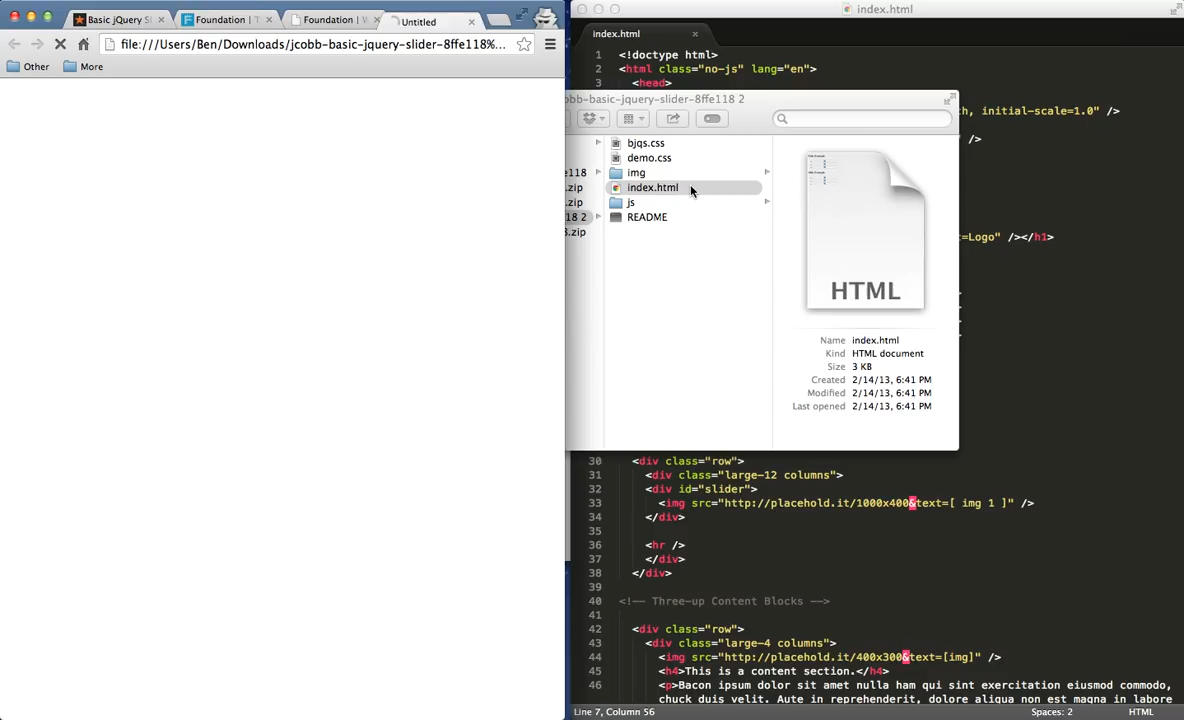 Basic jQuery Sl
Foundation | T
Foundation | W
Untitled
file:///Users/Ben/Downloads/jcobb-basic-jquery-slider-8ffe118%...
Other
More
index.html
index.html
1 <!doctype html>
2 <html class="no-js" lang="en">
3 <head>
obb-basic-jquery-slider-8ffe118 2
th, initial-scale=1.0" />
/>
t=Logo" /></h1>
bjqs.css
demo.css
img
index.html
js
README
e118
.zip
.zip
18 2
8.zip
HTML
Name index.html
Kind HTML document
Size 3 KB
Created 2/14/13, 6:41 PM
Modified 2/14/13, 6:41 PM
Last opened 2/14/13, 6:41 PM
30 <div class="row">
31 <div class="large-12 columns">
32 <div id="slider">
33 <img src="http://placehold.it/1000x400&text=[ img 1 ]" />
34 </div>
35
36 <hr />
37 </div>
38 </div>
39
40 <!-- Three-up Content Blocks -->
41
42 <div class="row">
43 <div class="large-4 columns">
44 <img src="http://placehold.it/400x300&text=[img]" />
45 <h4>This is a content section.</h4>
46 <p>Bacon ipsum dolor sit amet nulla ham qui sint exercitation eiusmod commodo,
chuck duis velit. Aute in reprehenderit, dolore aliqua non est magna in labore
Line 7, Column 56
Spaces: 2
HTML